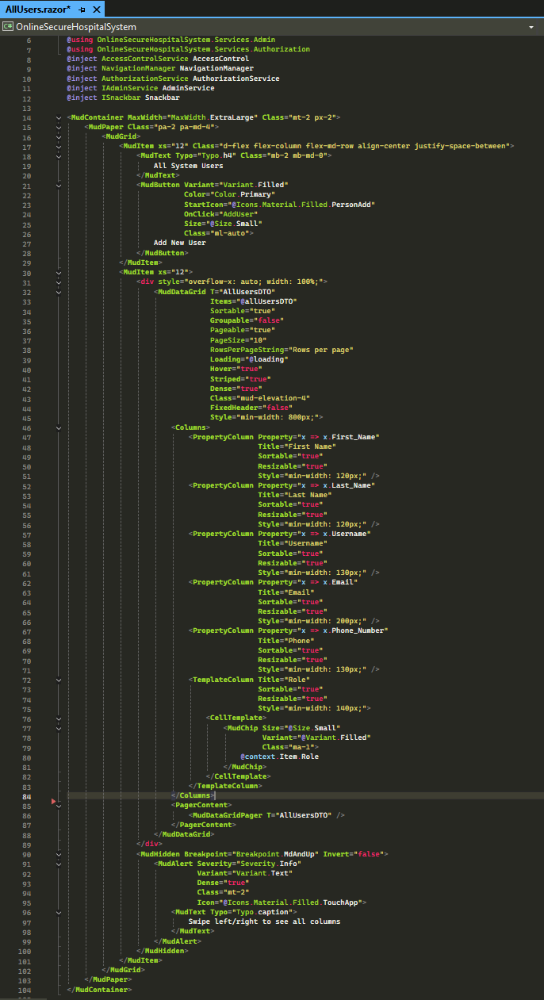 AllUsers.razor*
OnlineSecureHospitalSystem
6 @using OnlineSecureHospitalSystem.Services.Admin
7 @using OnlineSecureHospitalSystem.Services.Authorization
8 @inject AccessControlService AccessControl
9 @inject NavigationManager NavigationManager
10 @inject AuthorizationService AuthorizationService
11 @inject IAdminService AdminService
12 @inject ISnackbar Snackbar
13
14 <MudContainer MaxWidth="MaxWidth.ExtraLarge" Class="mt-2 px-2">
15 <MudPaper Class="pa-2 pa-md-4">
16 <MudGrid>
17 <MudItem xs="12" Class="d-flex flex-column flex-md-row align-center justify-space-between">
18 <MudText Typo="Typo.h4" Class="mb-2 mb-md-0">
19 All System Users
20 </MudText>
21 <MudButton Variant="Variant.Filled"
22 Color="Color.Primary"
23 StartIcon="@Icons.Material.Filled.PersonAdd"
24 OnClick="AddUser"
25 Size="@Size.Small"
26 Class="ml-auto">
27 Add New User
28 </MudButton>
29 </MudItem>
30 <MudItem xs="12">
31 <div style="overflow-x: auto; width: 100%;">
32 <MudDataGrid T="AllUsersDTO"
33 Items="@allUsersDTO"
34 Sortable="true"
35 Groupable="false"
36 Pageable="true"
37 PageSize="10"
38 RowsPerPageString="Rows per page"
39 Loading="@loading"
40 Hover="true"
41 Striped="true"
42 Dense="true"
43 Class="mud-elevation-4"
44 FixedHeader="false"
45 Style="min-width: 800px;">
46 <Columns>
47 <PropertyColumn Property="x => x.First_Name"
48 Title="First Name"
49 Sortable="true"
50 Resizable="true"
51 Style="min-width: 120px;" />
52 <PropertyColumn Property="x => x.Last_Name"
53 Title="Last Name"
54 Sortable="true"
55 Resizable="true"
56 Style="min-width: 120px;" />
57 <PropertyColumn Property="x => x.Username"
58 Title="Username"
59 Sortable="true"
60 Resizable="true"
61 Style="min-width: 130px;" />
62 <PropertyColumn Property="x => x.Email"
63 Title="Email"
64 Sortable="true"
65 Resizable="true"
66 Style="min-width: 200px;" />
67 <PropertyColumn Property="x => x.Phone_Number"
68 Title="Phone"
69 Sortable="true"
70 Resizable="true"
71 Style="min-width: 130px;" />
72 <TemplateColumn Title="Role"
73 Sortable="true"
74 Resizable="true"
75 Style="min-width: 140px;">
76 <CellTemplate>
77 <MudChip Size="@Size.Small"
78 Variant="@Variant.Filled"
79 Class="ma-1">
80 @context.Item.Role
81 </MudChip>
82 </CellTemplate>
83 </TemplateColumn>
84 </Columns>
85 <PagerContent>
86 <MudDataGridPager T="AllUsersDTO" />
87 </PagerContent>
88 </MudDataGrid>
89 </div>
90 <MudHidden Breakpoint="Breakpoint.MdAndUp" Invert="false">
91 <MudAlert Severity="Severity.Info"
92 Variant="Variant.Text"
93 Dense="true"
94 Class="mt-2"
95 Icon="@Icons.Material.Filled.TouchApp">
96 <MudText Typo="Typo.caption">
97 Swipe left/right to see all columns
98 </MudText>
99 </MudAlert>
100 </MudHidden>
101 </MudItem>
102 </MudGrid>
103 </MudPaper>
104 </MudContainer>